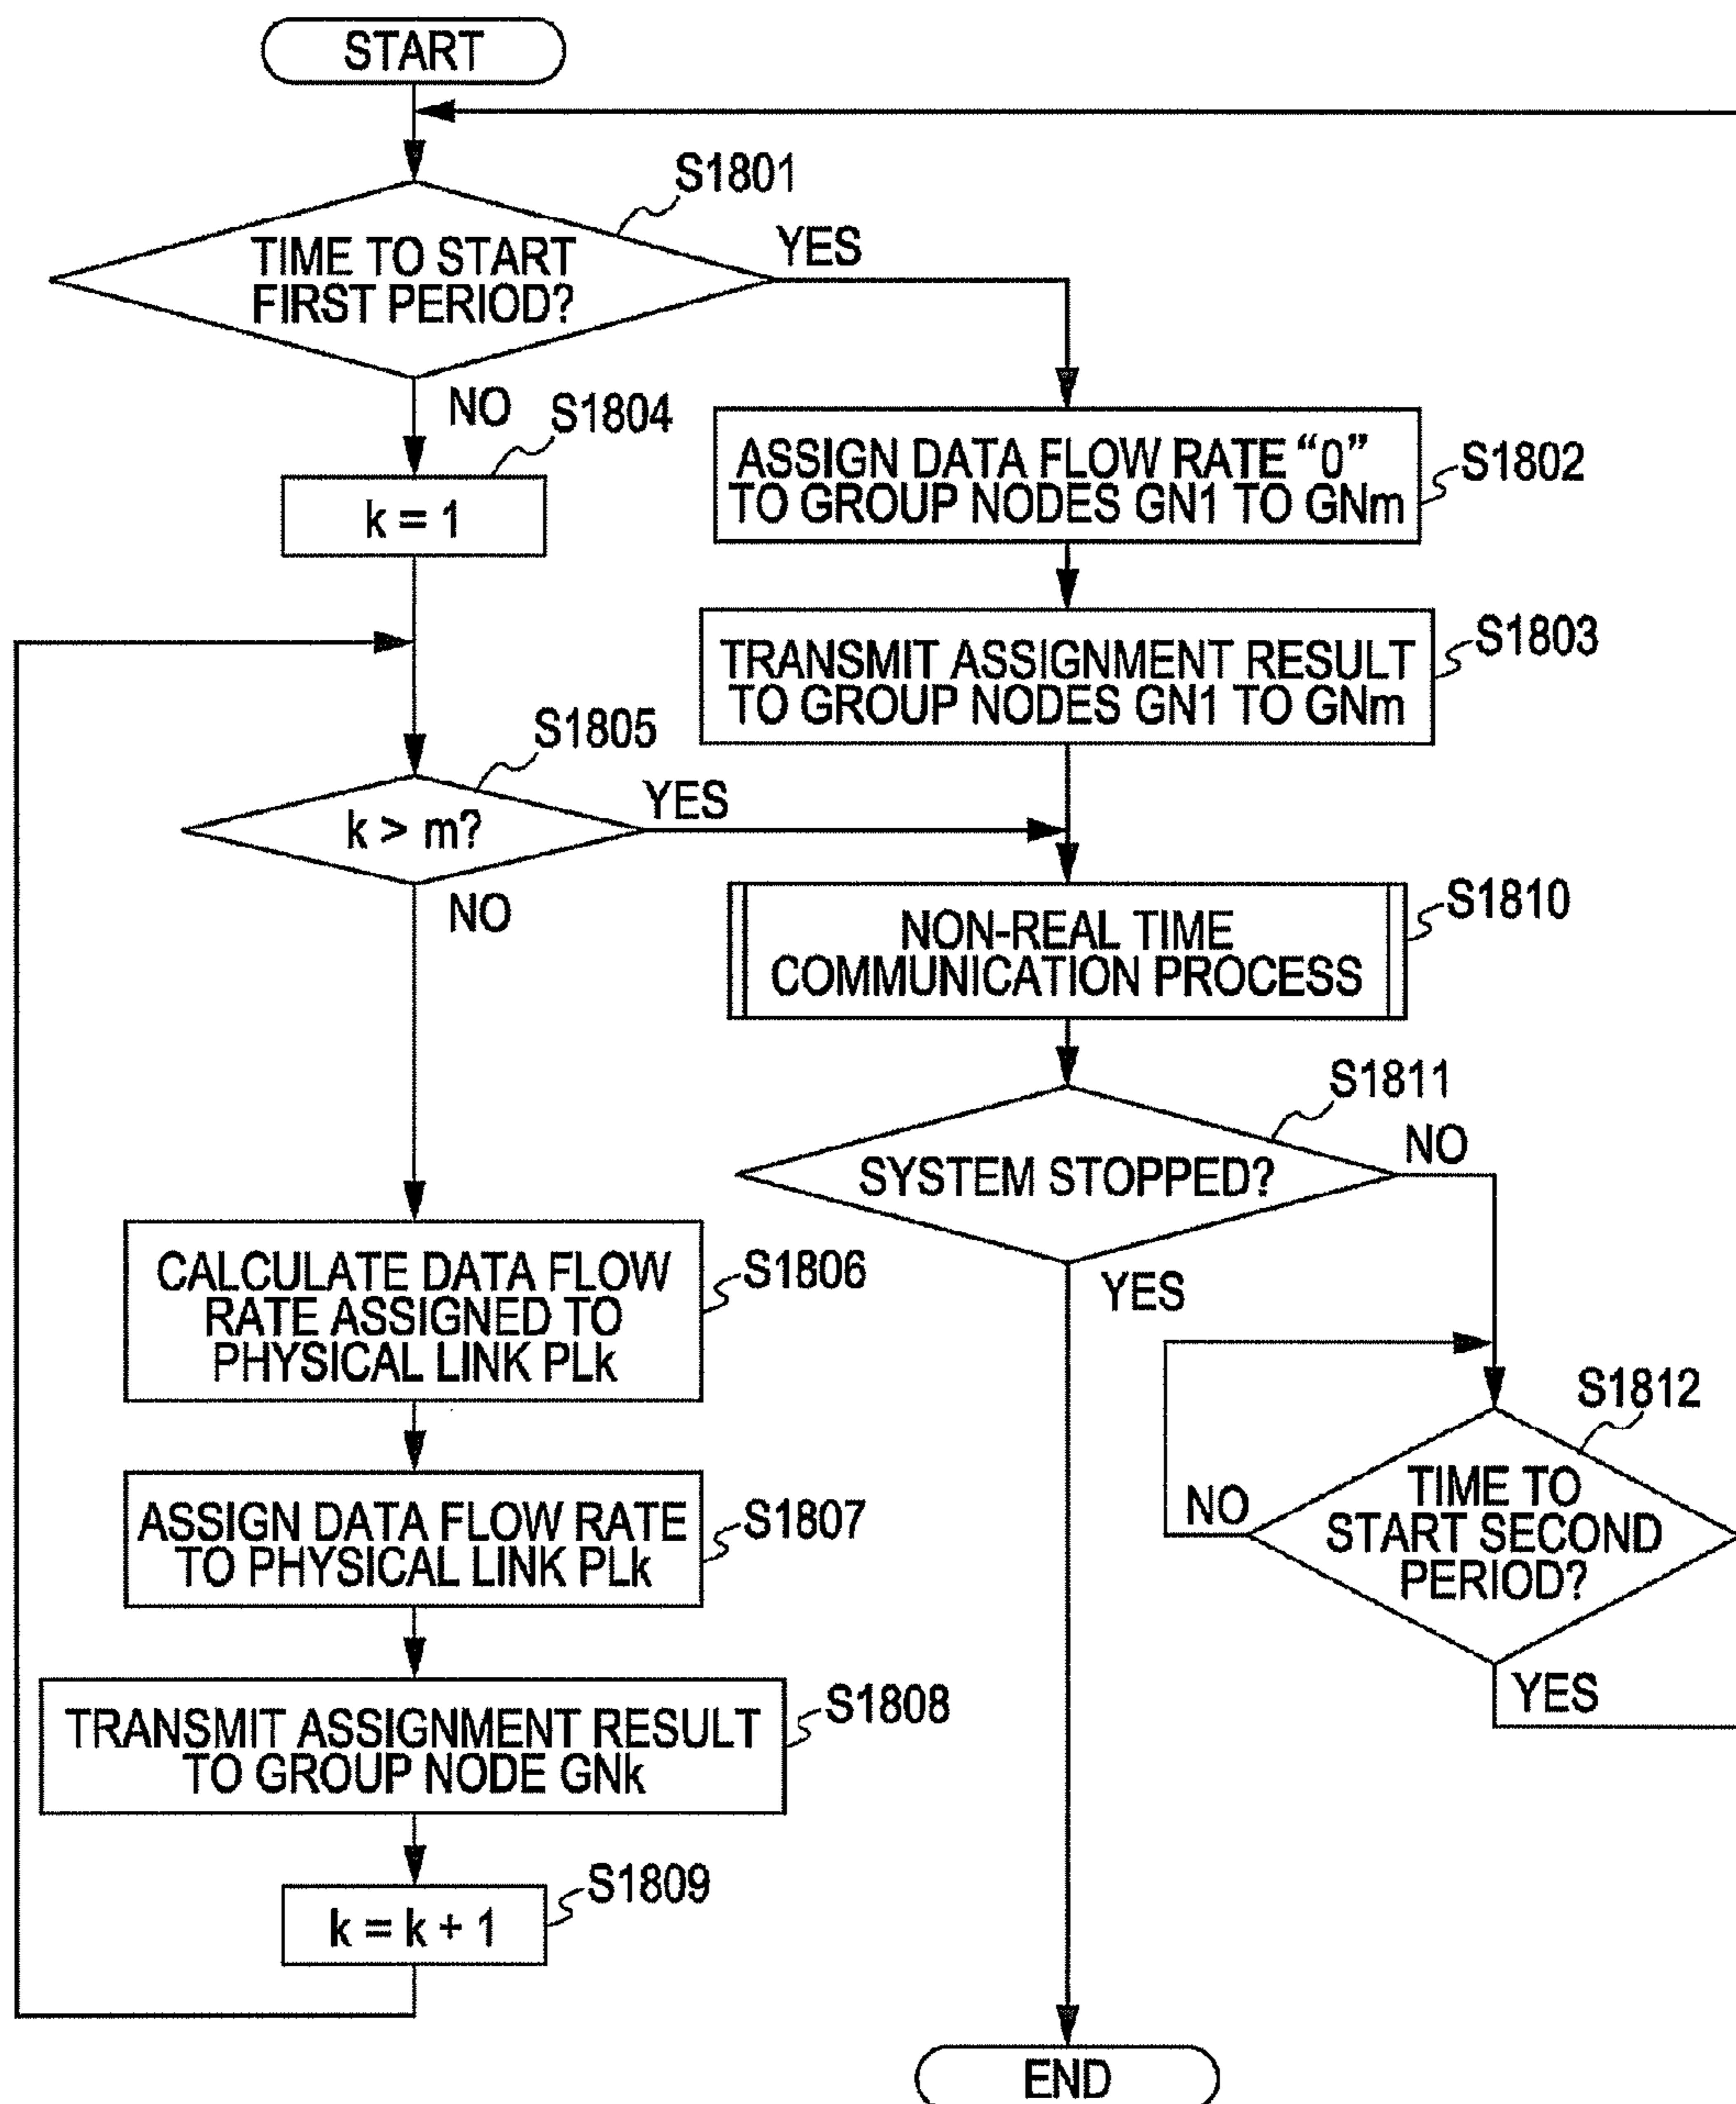 START
S1801
TIME TO START
FIRST PERIOD?
YES
NO
S1804
k = 1
ASSIGN DATA FLOW RATE “0”
TO GROUP NODES GN1 TO GNm
S1802
TRANSMIT ASSIGNMENT RESULT
TO GROUP NODES GN1 TO GNm
S1803
S1805
k > m?
YES
NO
NON-REAL TIME
COMMUNICATION PROCESS
S1810
S1811
SYSTEM STOPPED?
NO
YES
CALCULATE DATA FLOW
RATE ASSIGNED TO
PHYSICAL LINK PLk
S1806
S1812
TIME TO
START SECOND
PERIOD?
NO
YES
ASSIGN DATA FLOW RATE
TO PHYSICAL LINK PLk
S1807
TRANSMIT ASSIGNMENT RESULT
TO GROUP NODE GNk
S1808
k = k + 1
S1809
END